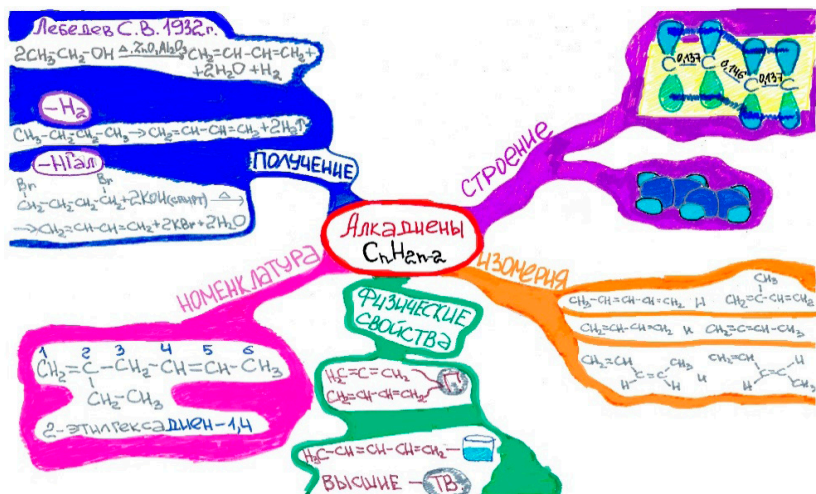 Лебедев С.В. 1932г.
2CH₃-CH₂-OH →(Δ, ZnO, Al₂O₃) CH₂=CH-CH=CH₂+
+2H₂O+H₂
-H₂
CH₃-CH₂-CH₂-CH₃→CH₂=CH-CH=CH₂+2H₂↑
-HГал
Br Br
CH₂-CH₂-CH₂-CH₂+2KOH(СПИРТ) Δ→
→CH₂=CH-CH=CH₂+2KBr+2H₂O
ПОЛУЧЕНИЕ
СТРОЕНИЕ
C 0,137 C 0,146 C 0,137 C
Алкадиены
CnH2n-2
НОМЕНКЛАТУРА
1 2 3 4 5 6
CH₂=C-CH₂-CH=CH-CH₃
CH₂-CH₃
2-этилгексадиен-1,4
ФИЗИЧЕСКИЕ
СВОЙСТВА
H₂C=C=CH₂
CH₂=CH-CH=CH₂
H₃C-CH=CH-CH=CH₂
ВЫСШИЕ - ТВ
ИЗОМЕРИЯ
CH₃
CH₃-CH=CH-CH=CH₂ И CH₂=C-CH=CH₂
CH₂=CH-CH=CH₂ И CH₂=C=CH-CH₃
CH₂=CH CH₃ CH₂=CH H
C=C И C=C
H H H CH₃